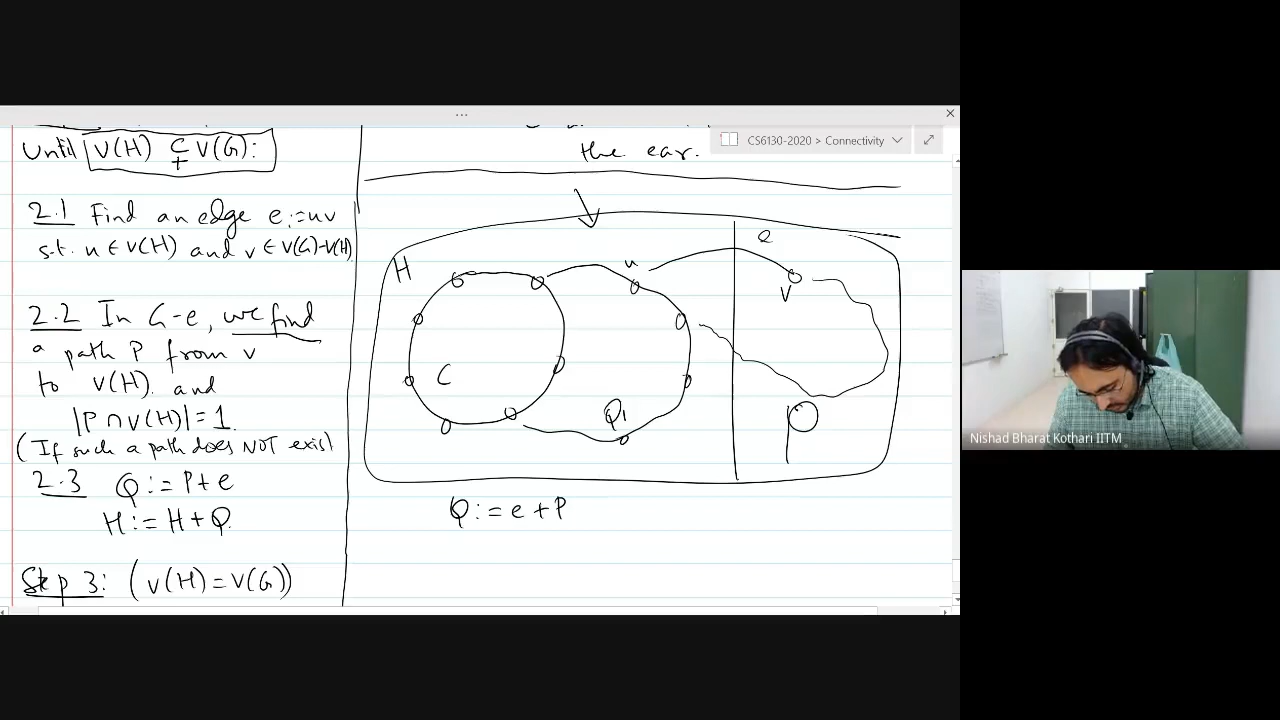 Until V(H) ⊊ V(G):
2.1 Find an edge e:=uv
s.t. u ∈ V(H) and v ∈ V(G)-V(H)
2.2 In G-e, we find
a path P from v
to V(H) and
|P ∩ V(H)| = 1.
(If such a path does NOT exist
2.3 Q := P+e
H := H+Q.
Step 3: (V(H)=V(G))
the ear.
CS6130-2020 > Connectivity
H
C
Q1
u
e
v
P
Q := e+P
Nishad Bharat Kothari IITM